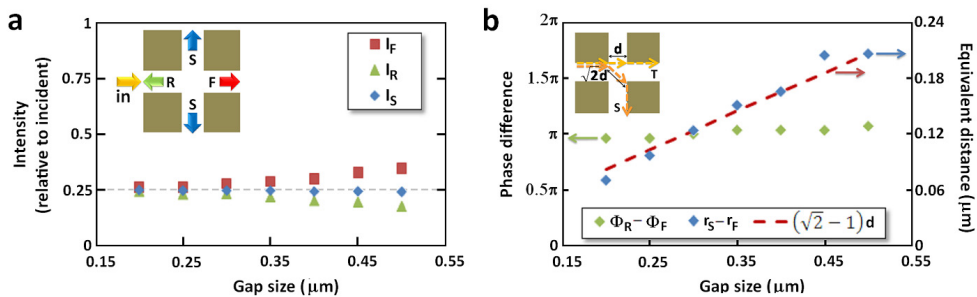 a
Intensity
(relative to incident)
1
0.75
0.5
0.25
0
0.15
0.25
0.35
0.45
0.55
Gap size (μm)
in
S
R
F
S
I_F
I_R
I_S
b
Phase difference
2π
1.5π
π
0.5π
0
0.15
0.25
0.35
0.45
0.55
Gap size (μm)
0.24
0.18
0.12
0.06
0
Equivalent distance (μm)
d
T
√2d
S
Φ_R−Φ_F
r_S−r_F
(√2−1)d